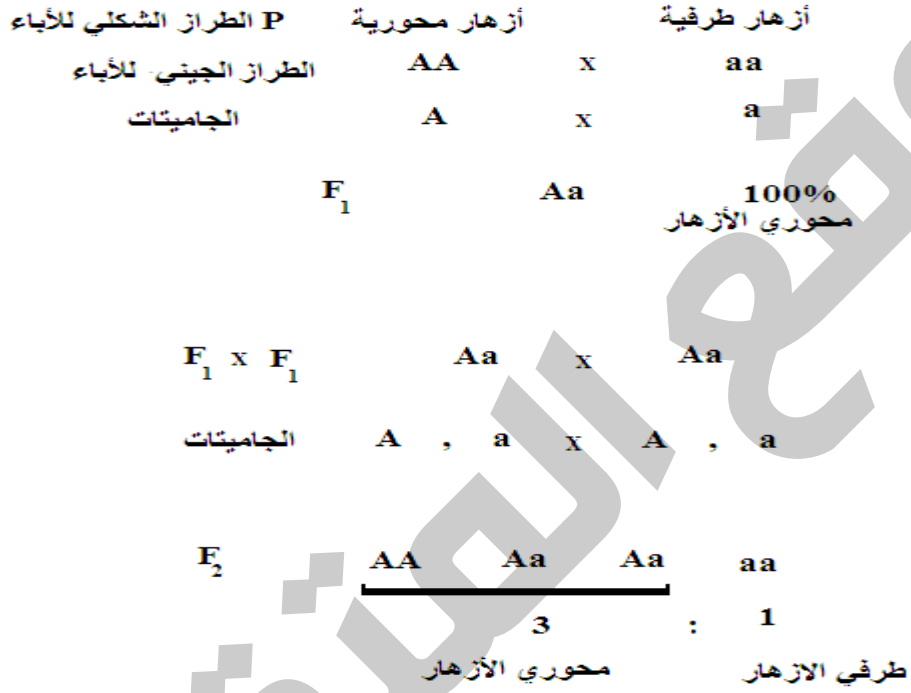 P الطراز الشكلي للأباء أزهار محورية أزهار طرفية
الطراز الجيني للأباء AA x aa
الجاميتات A x a
F1 Aa 100%
محوري الأزهار
F1 x F1 Aa x Aa
الجاميتات A , a x A , a
F2 AA Aa Aa aa
3 : 1
محوري الأزهار طرفي الازهار